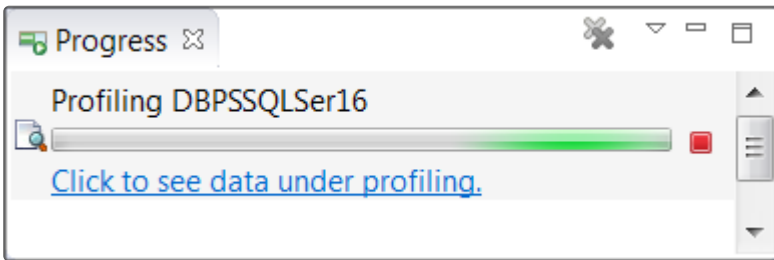 Progress
Profiling DBPSSQLSer16
Click to see data under profiling.